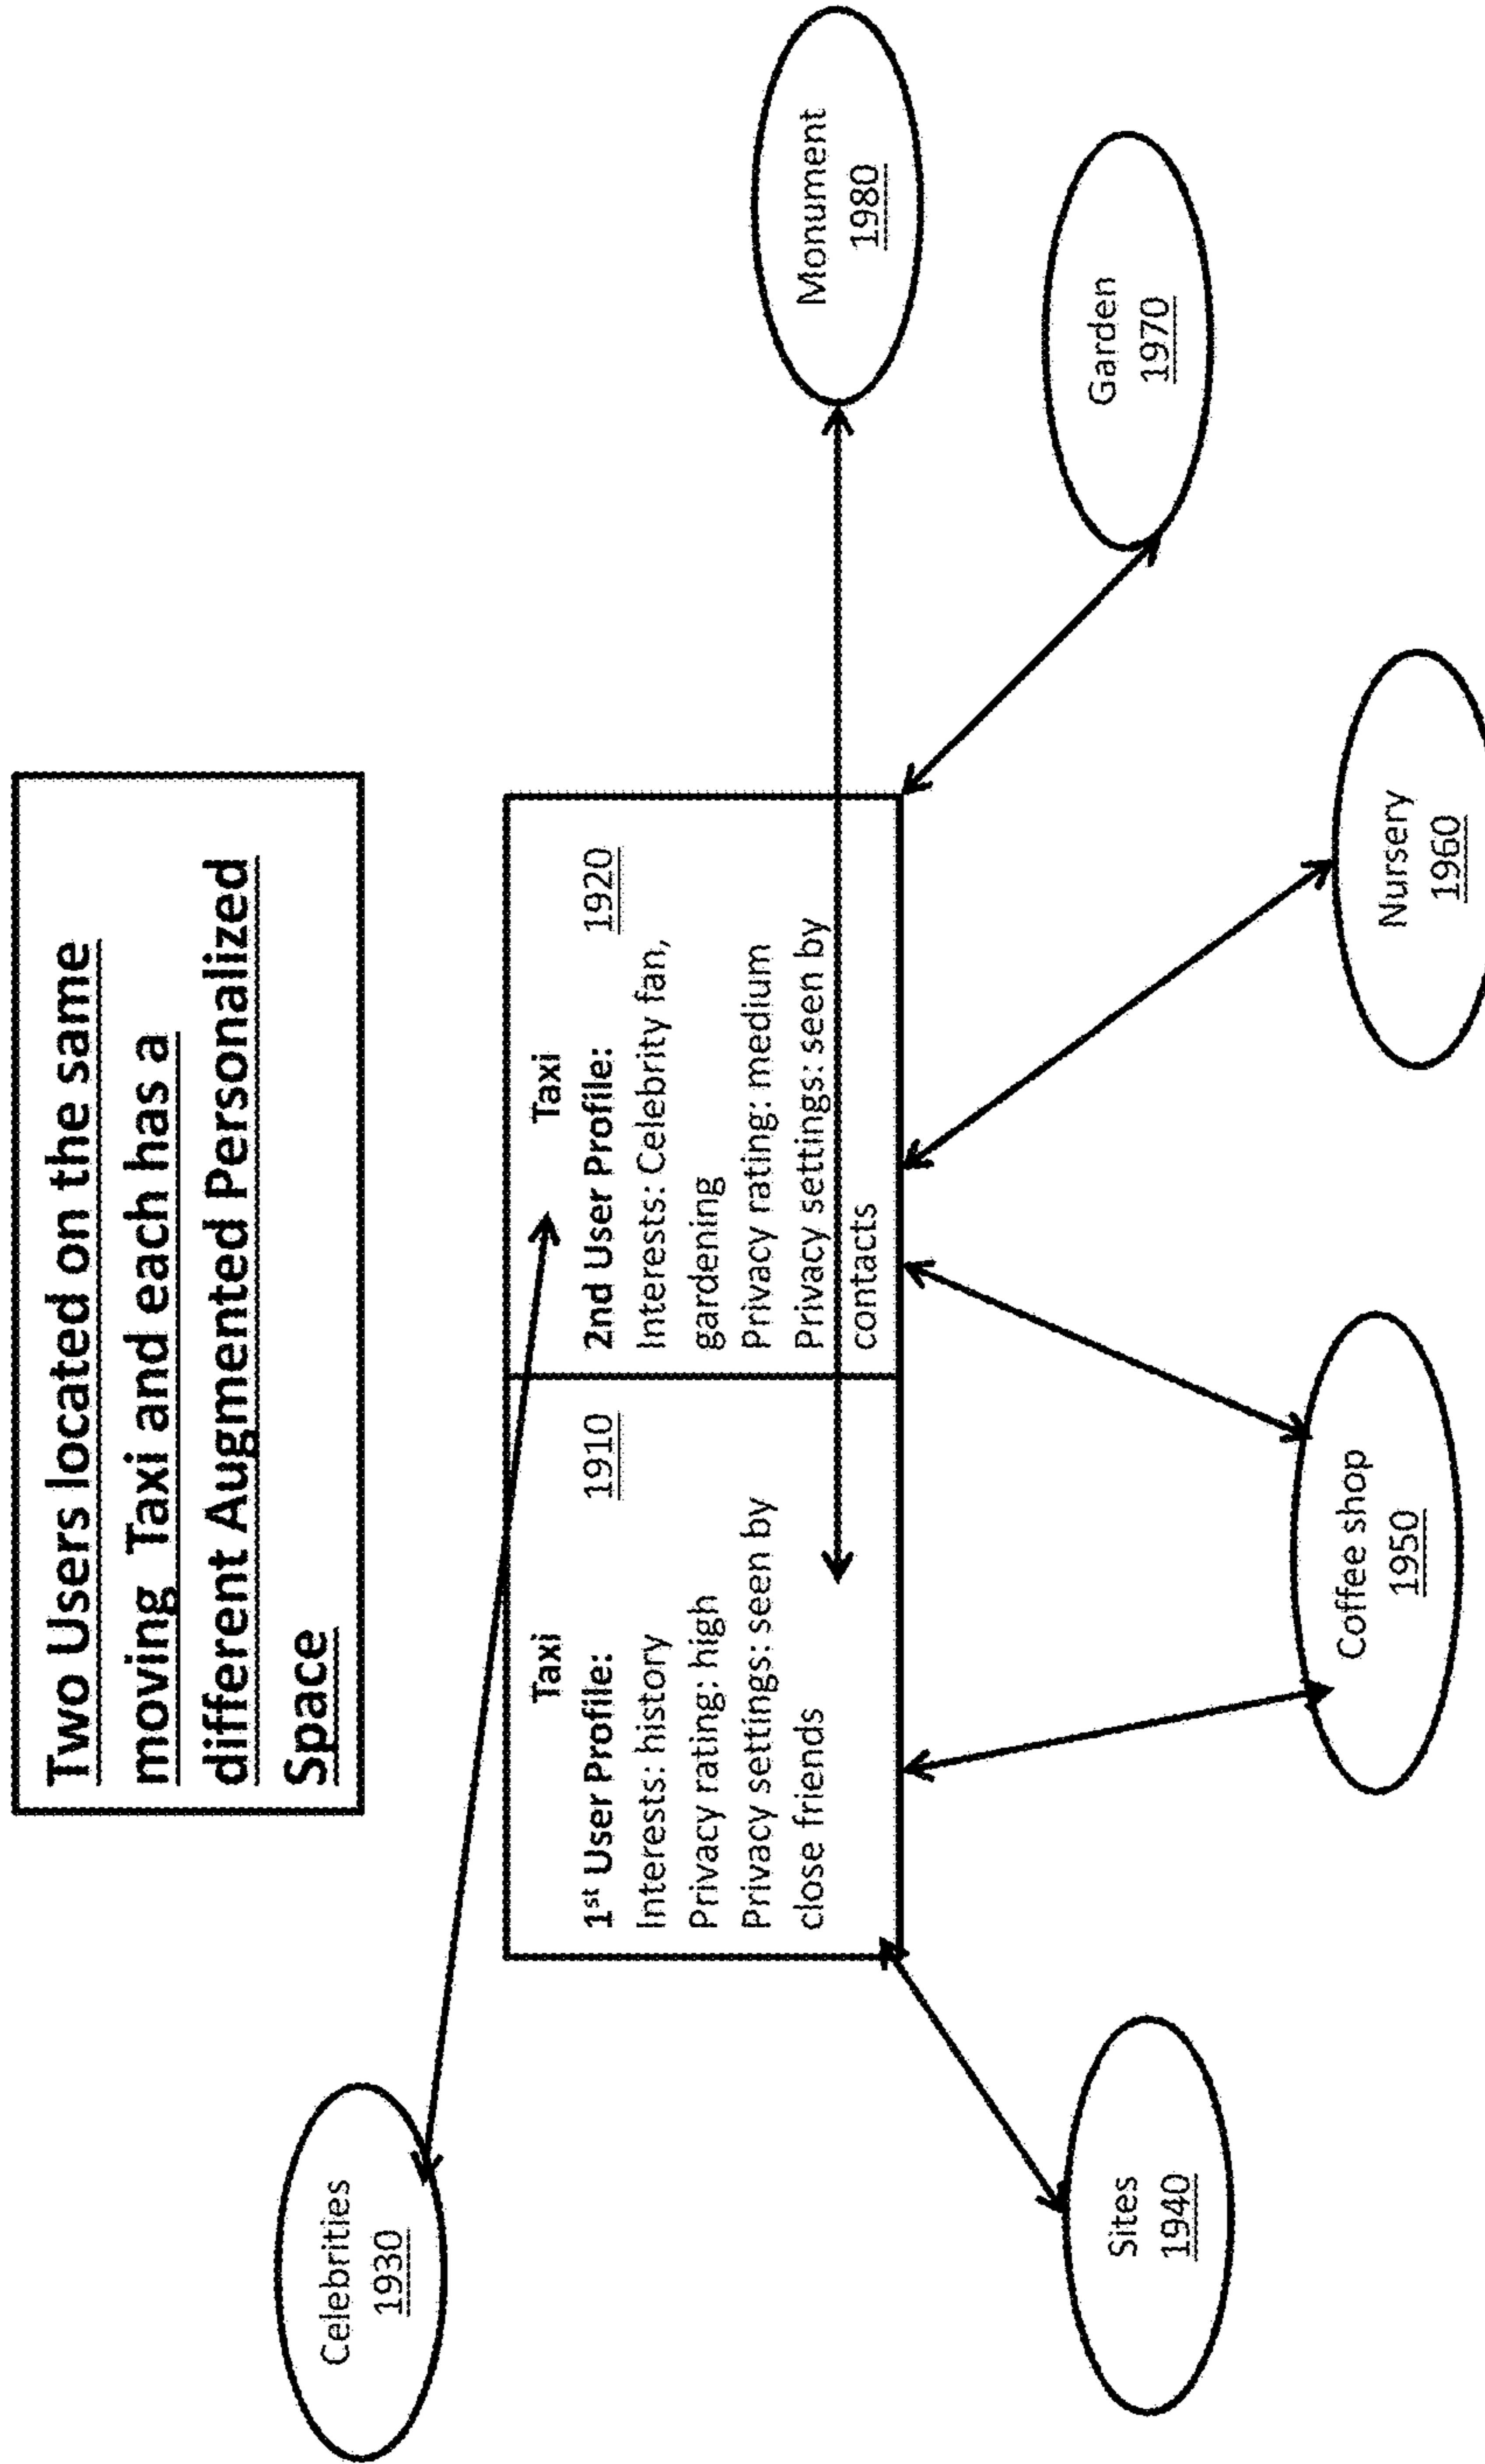 Two Users located on the same
moving Taxi and each has a
different Augmented Personalized
Space
Celebrities
1930
Taxi
1st User Profile: 1910
Interests: history
Privacy rating: high
Privacy settings: seen by
close friends
Taxi
2nd User Profile: 1920
Interests: Celebrity fan,
gardening
Privacy rating: medium
Privacy settings: seen by
contacts
Monument
1980
Garden
1970
Sites
1940
Coffee shop
1950
Nursery
1960